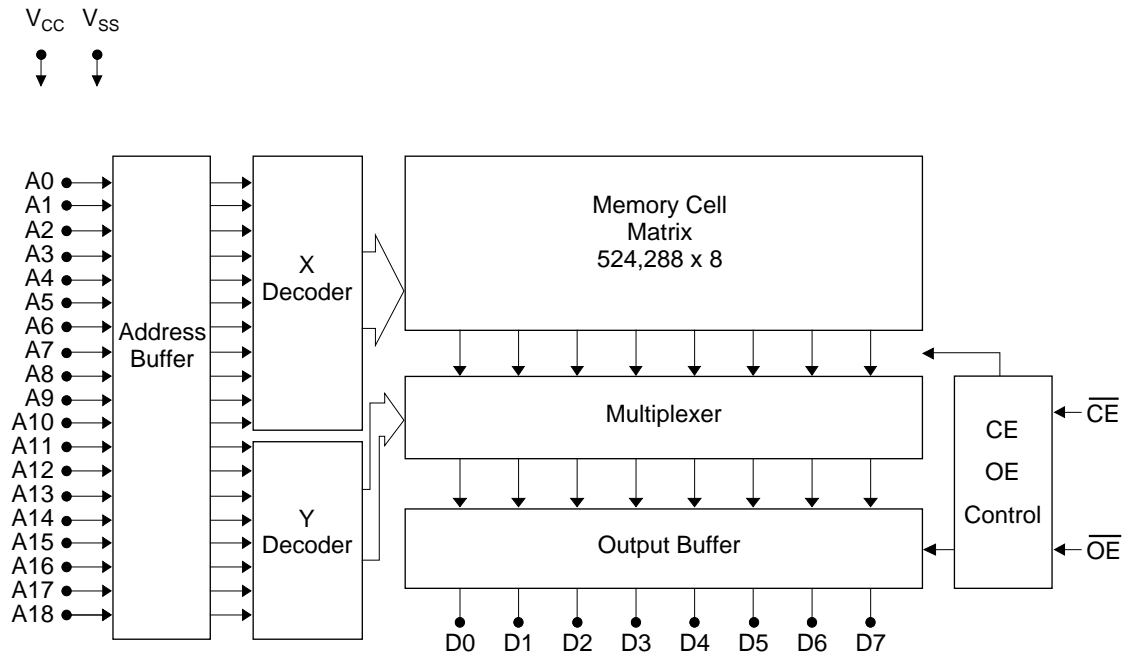 VCC VSS
A0
A1
A2
A3
A4
A5
A6
A7
A8
A9
A10
A11
A12
A13
A14
A15
A16
A17
A18
Address
Buffer
X
Decoder
Y
Decoder
Memory Cell
Matrix
524,288 x 8
Multiplexer
Output Buffer
D0 D1 D2 D3 D4 D5 D6 D7
CE
OE
Control
C̅E̅
O̅E̅